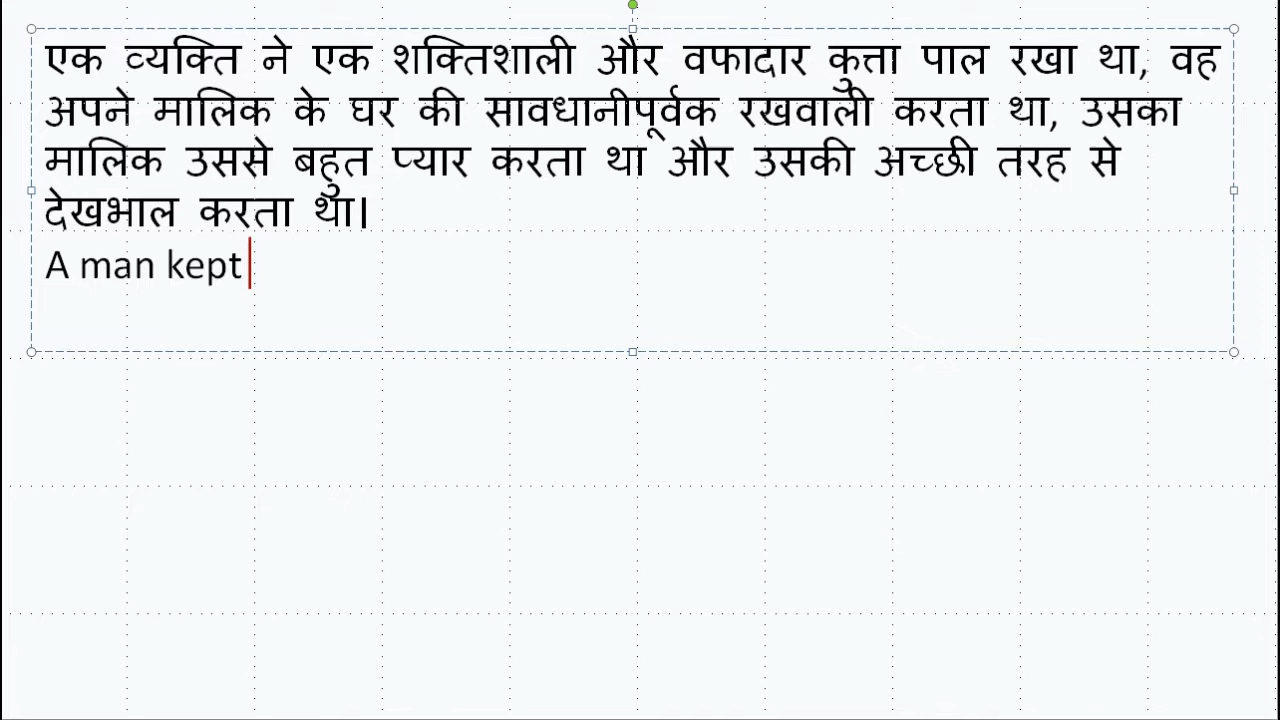 एक व्यक्ति ने एक शक्तिशाली और वफादार कुत्ता पाल रखा था, वह
अपने मालिक के घर की सावधानीपूर्वक रखवाली करता था, उसका
मालिक उससे बहुत प्यार करता था और उसकी अच्छी तरह से
देखभाल करता था।
A man kept